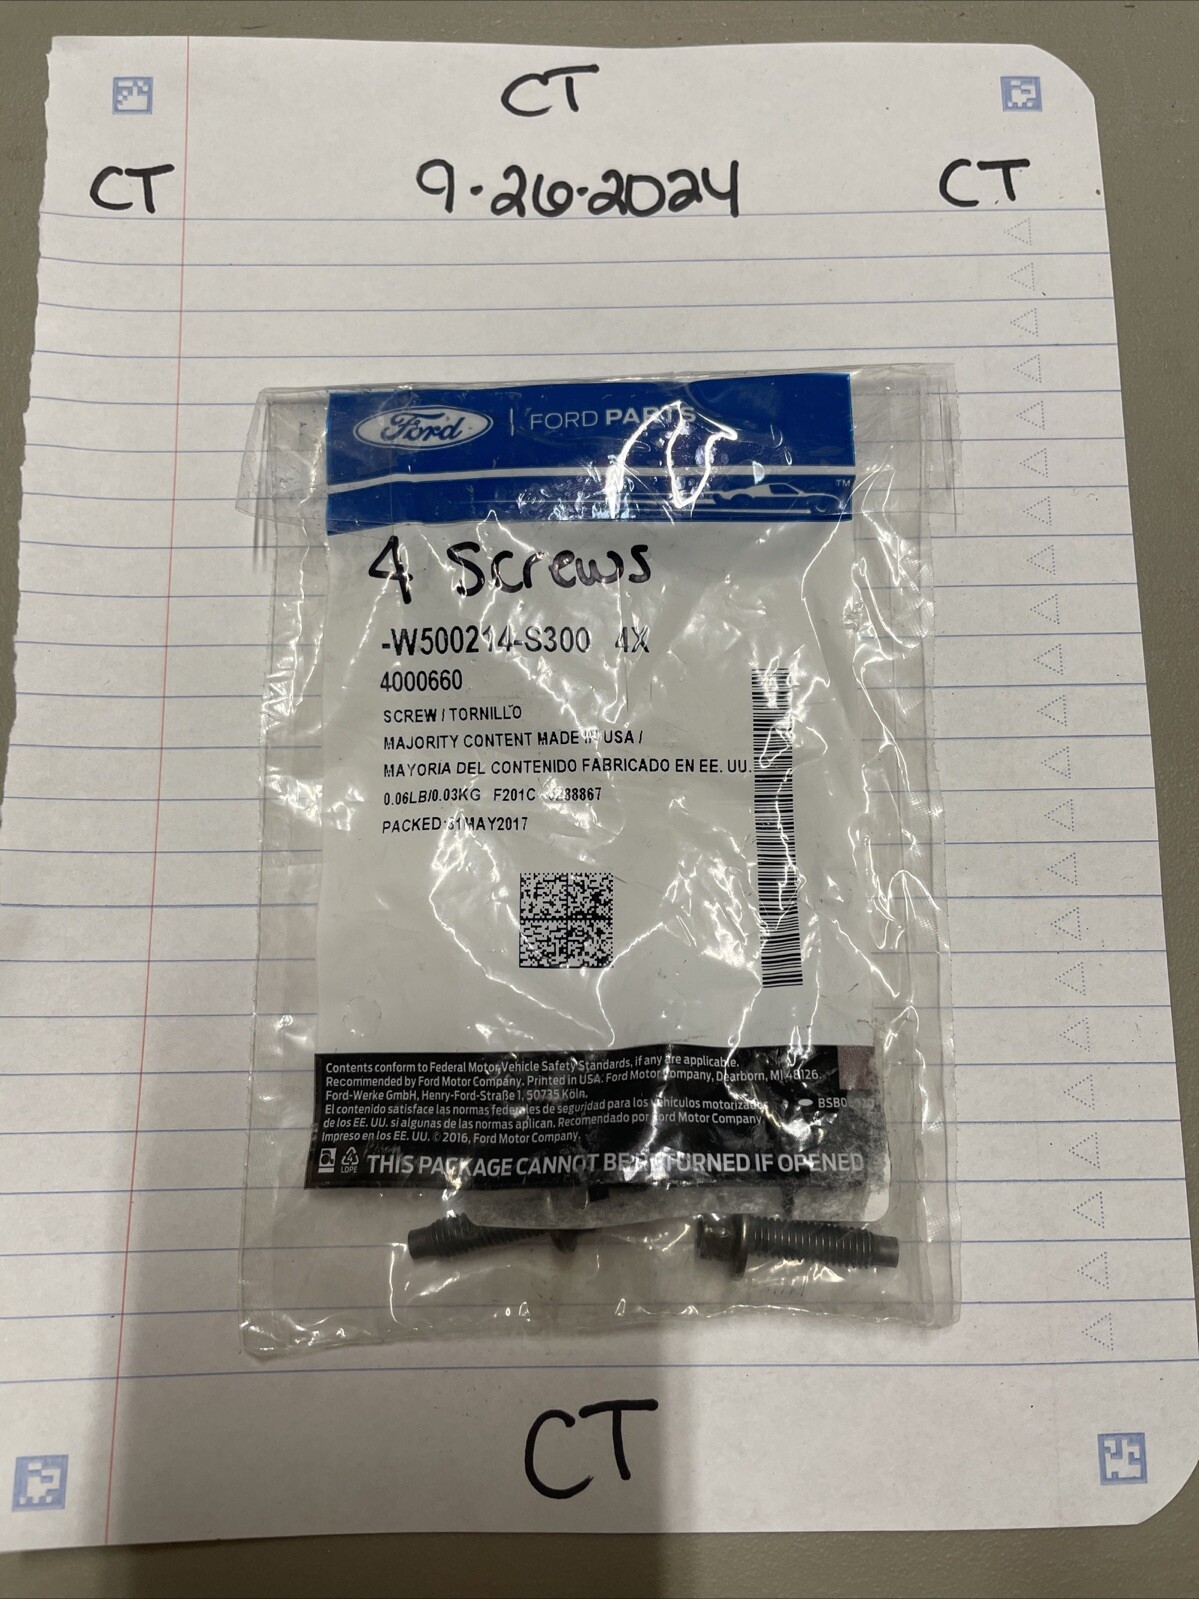 CT
CT 9-26-2024 CT
Ford | FORD PARTS
TM
4 Screws
-W500214-S300 4X
4000660
SCREW / TORNILLO
MAJORITY CONTENT MADE IN USA /
MAYORIA DEL CONTENIDO FABRICADO EN EE. UU.
0.06LB/0.03KG F201C
PACKED:31MAY2017
Contents conform to Federal Motor Vehicle Safety Standards, if any are applicable.
Recommended by Ford Motor Company. Printed in USA. Ford Motor Company, Dearborn, MI 48126.
Ford-Werke GmbH, Henry-Ford-Straße 1, 50735 Köln.
El contenido satisface las normas federales de seguridad para los vehículos motorizados
de los EE. UU. si algunas de las normas aplican. Recomendado por Ford Motor Company.
Impreso en los EE. UU. © 2016, Ford Motor Company.
4
LDPE
THIS PACKAGE CANNOT BE RETURNED IF OPENED
CT